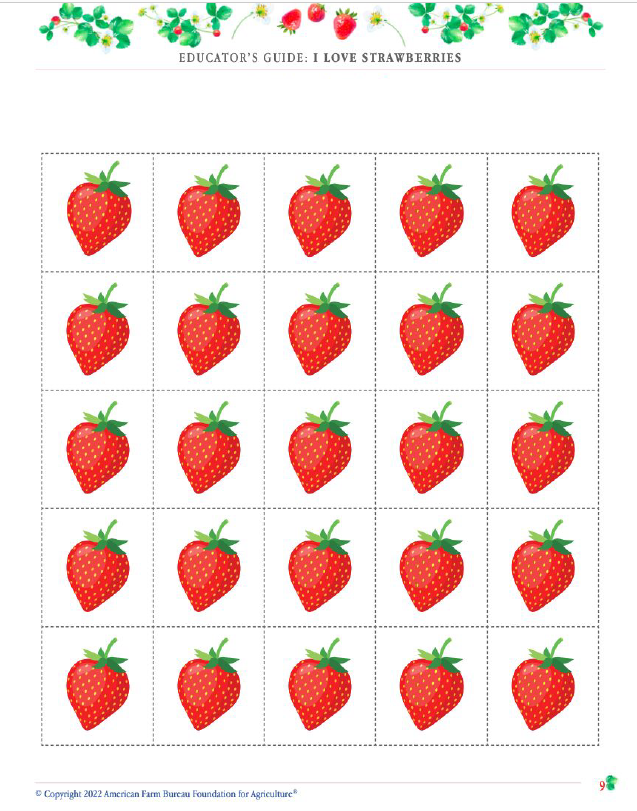 EDUCATOR'S GUIDE: I LOVE STRAWBERRIES
© Copyright 2022 American Farm Bureau Foundation for Agriculture®
9